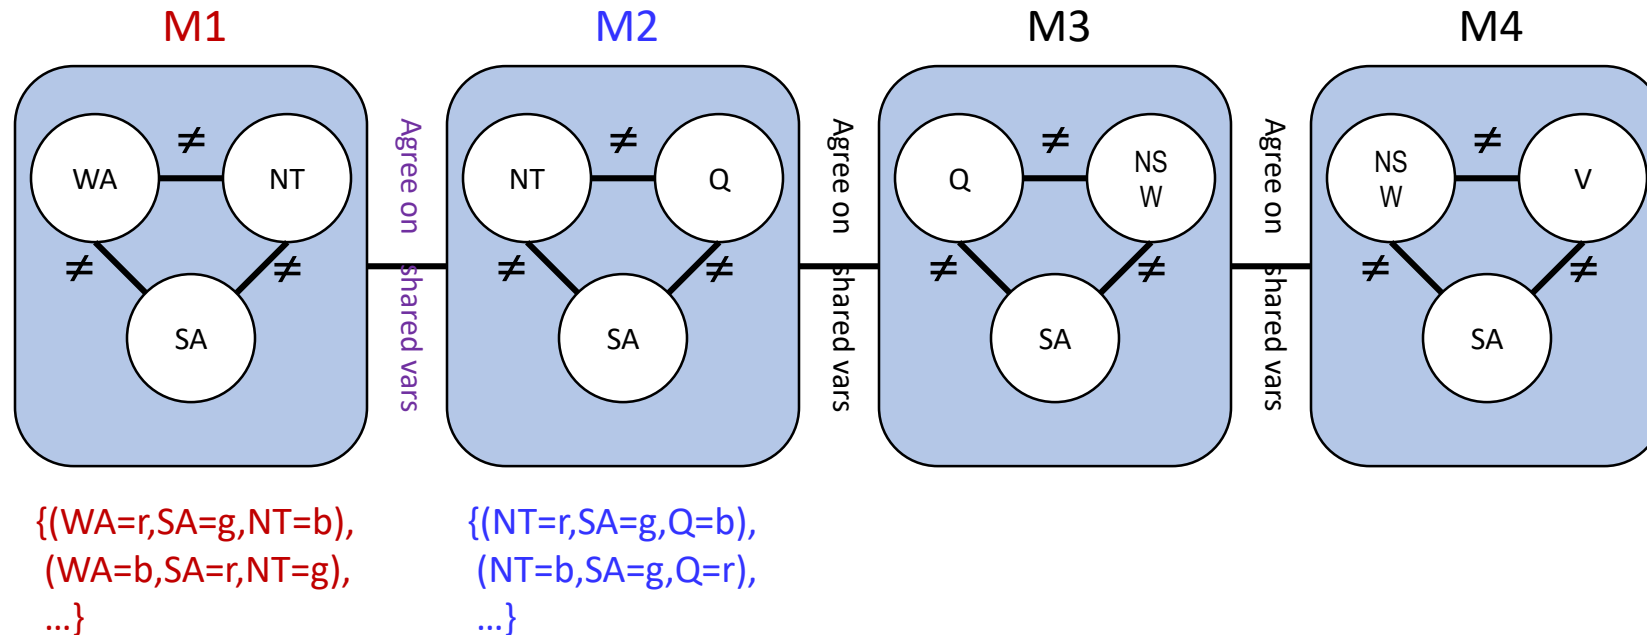 M1
M2
M3
M4
WA
≠
NT
≠
≠
SA
Agree on shared vars
NT
≠
Q
≠
≠
SA
Agree on shared vars
Q
≠
NS
W
≠
≠
SA
Agree on shared vars
NS
W
≠
V
≠
≠
SA
{(WA=r,SA=g,NT=b),
(WA=b,SA=r,NT=g),
...}
{(NT=r,SA=g,Q=b),
(NT=b,SA=g,Q=r),
...}